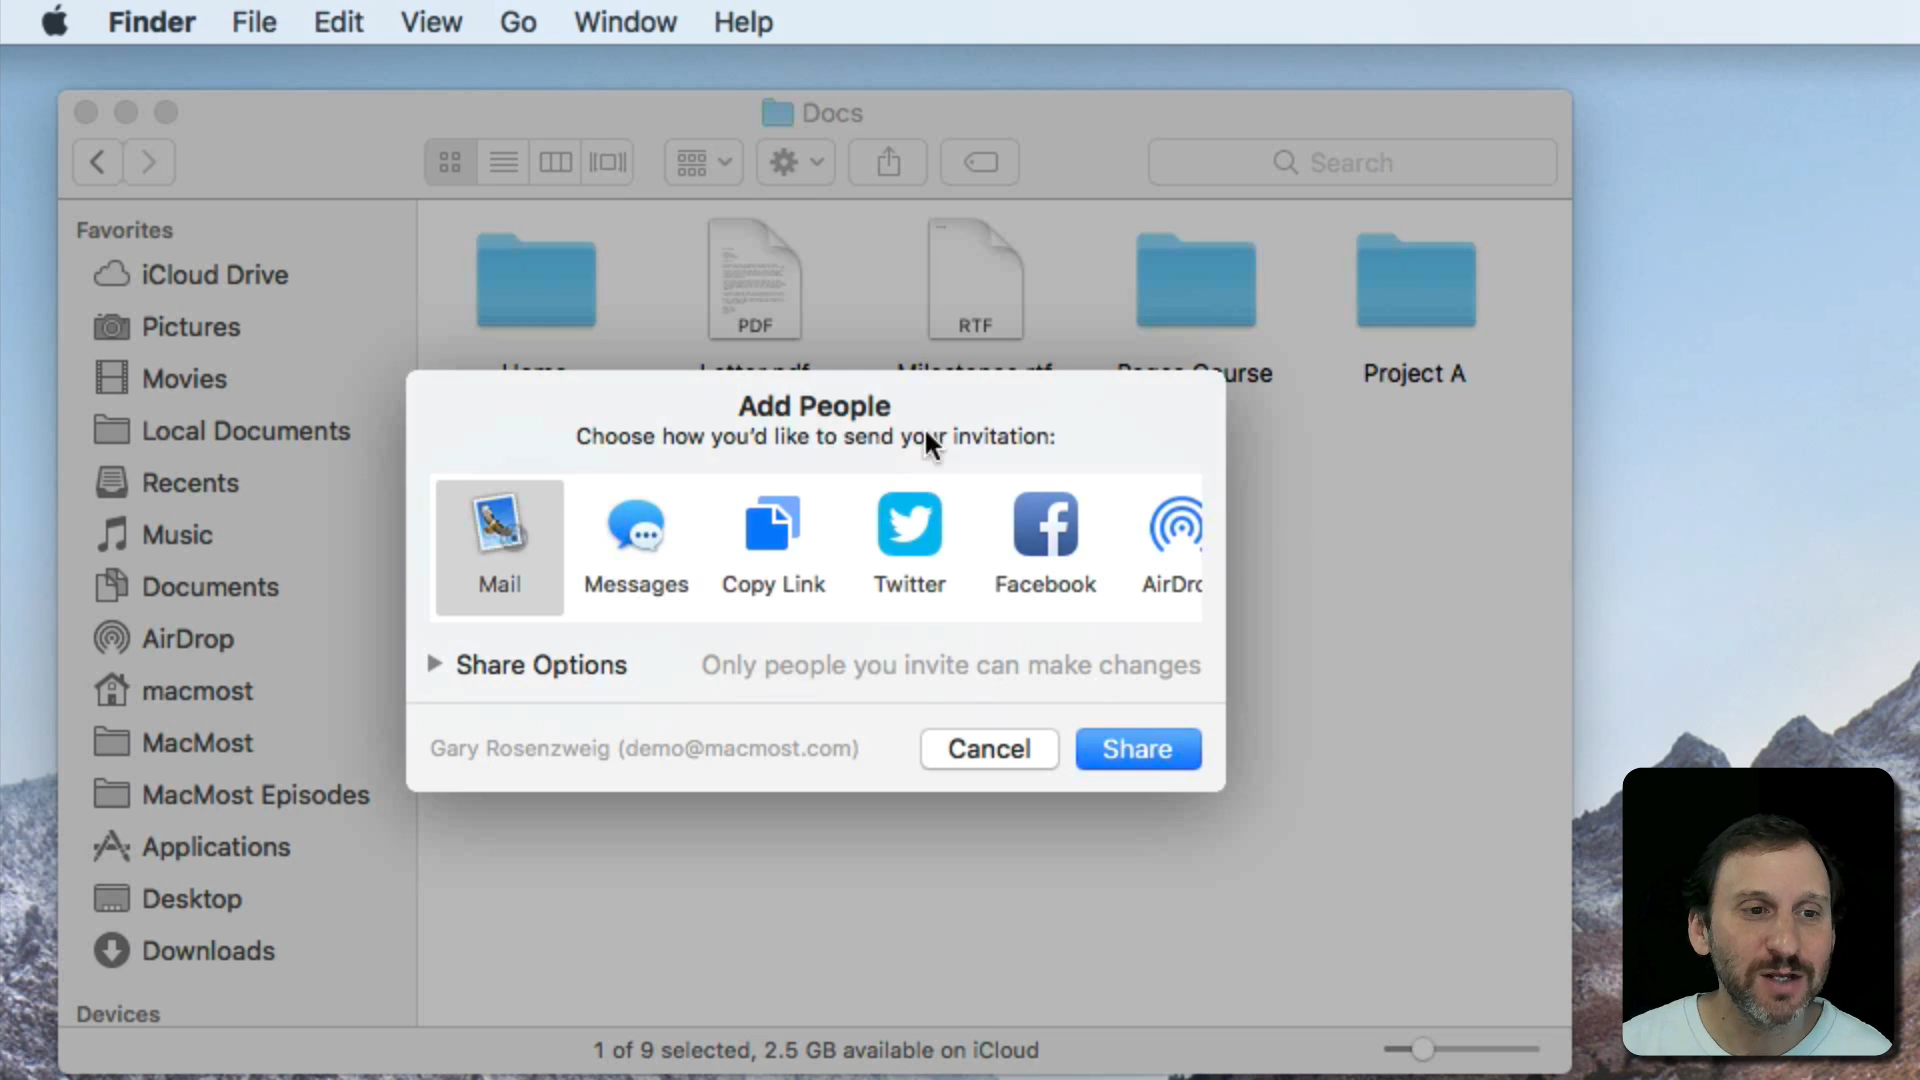 Finder File Edit View Go Window Help
Docs
Search
Favorites
iCloud Drive
Pictures
Movies
Local Documents
Recents
Music
Documents
AirDrop
macmost
MacMost
MacMost Episodes
Applications
Desktop
Downloads
Devices
PDF
RTF
Project A
Add People
Choose how you'd like to send your invitation:
Mail Messages Copy Link Twitter Facebook AirDro
Share Options Only people you invite can make changes
Gary Rosenzweig (demo@macmost.com) Cancel Share
1 of 9 selected, 2.5 GB available on iCloud